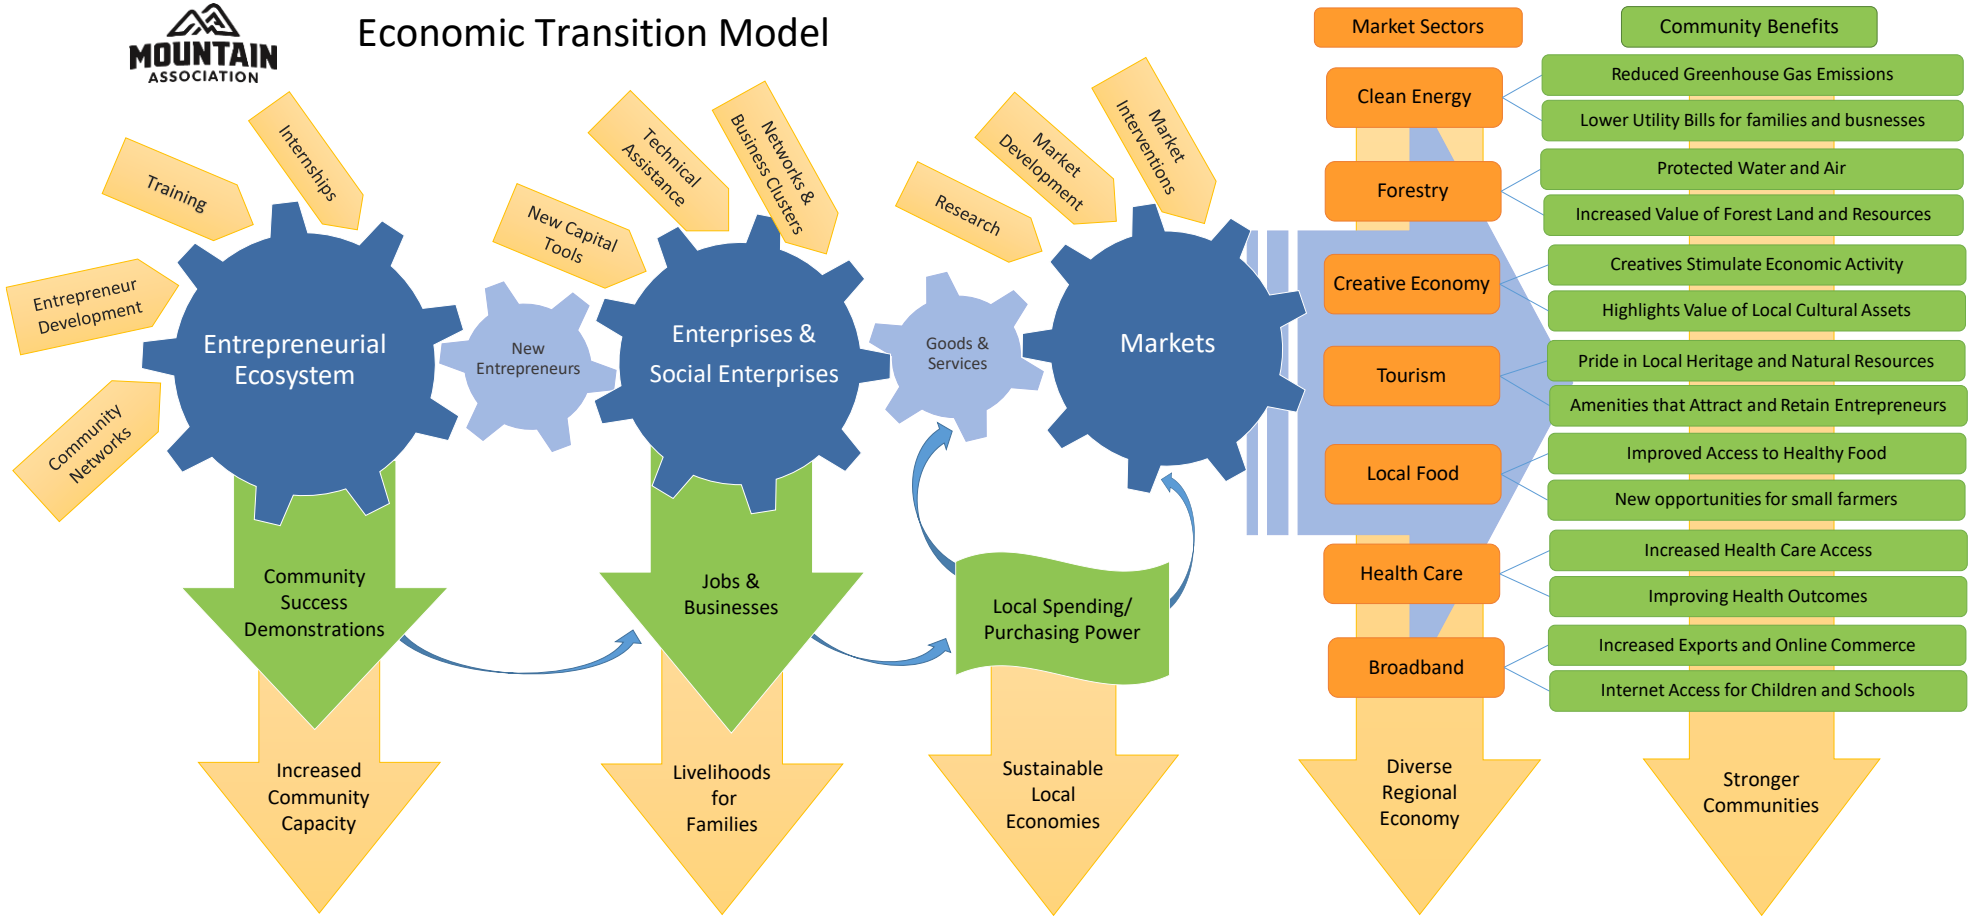 MOUNTAIN
ASSOCIATION
Economic Transition Model
Market Sectors
Community Benefits
Internships
Training
Entrepreneur
Development
Community
Networks
Entrepreneurial
Ecosystem
New
Entrepreneurs
New Capital
Tools
Technical
Assistance
Networks &
Business Clusters
Enterprises &
Social Enterprises
Goods &
Services
Research
Market
Development
Market
Interventions
Markets
Community
Success
Demonstrations
Jobs &
Businesses
Local Spending/
Purchasing Power
Increased
Community
Capacity
Livelihoods
for
Families
Sustainable
Local
Economies
Clean Energy
Reduced Greenhouse Gas Emissions
Lower Utility Bills for families and busnesses
Forestry
Protected Water and Air
Increased Value of Forest Land and Resources
Creative Economy
Creatives Stimulate Economic Activity
Highlights Value of Local Cultural Assets
Tourism
Pride in Local Heritage and Natural Resources
Amenities that Attract and Retain Entrepreneurs
Local Food
Improved Access to Healthy Food
New opportunities for small farmers
Health Care
Increased Health Care Access
Improving Health Outcomes
Broadband
Increased Exports and Online Commerce
Internet Access for Children and Schools
Diverse
Regional
Economy
Stronger
Communities